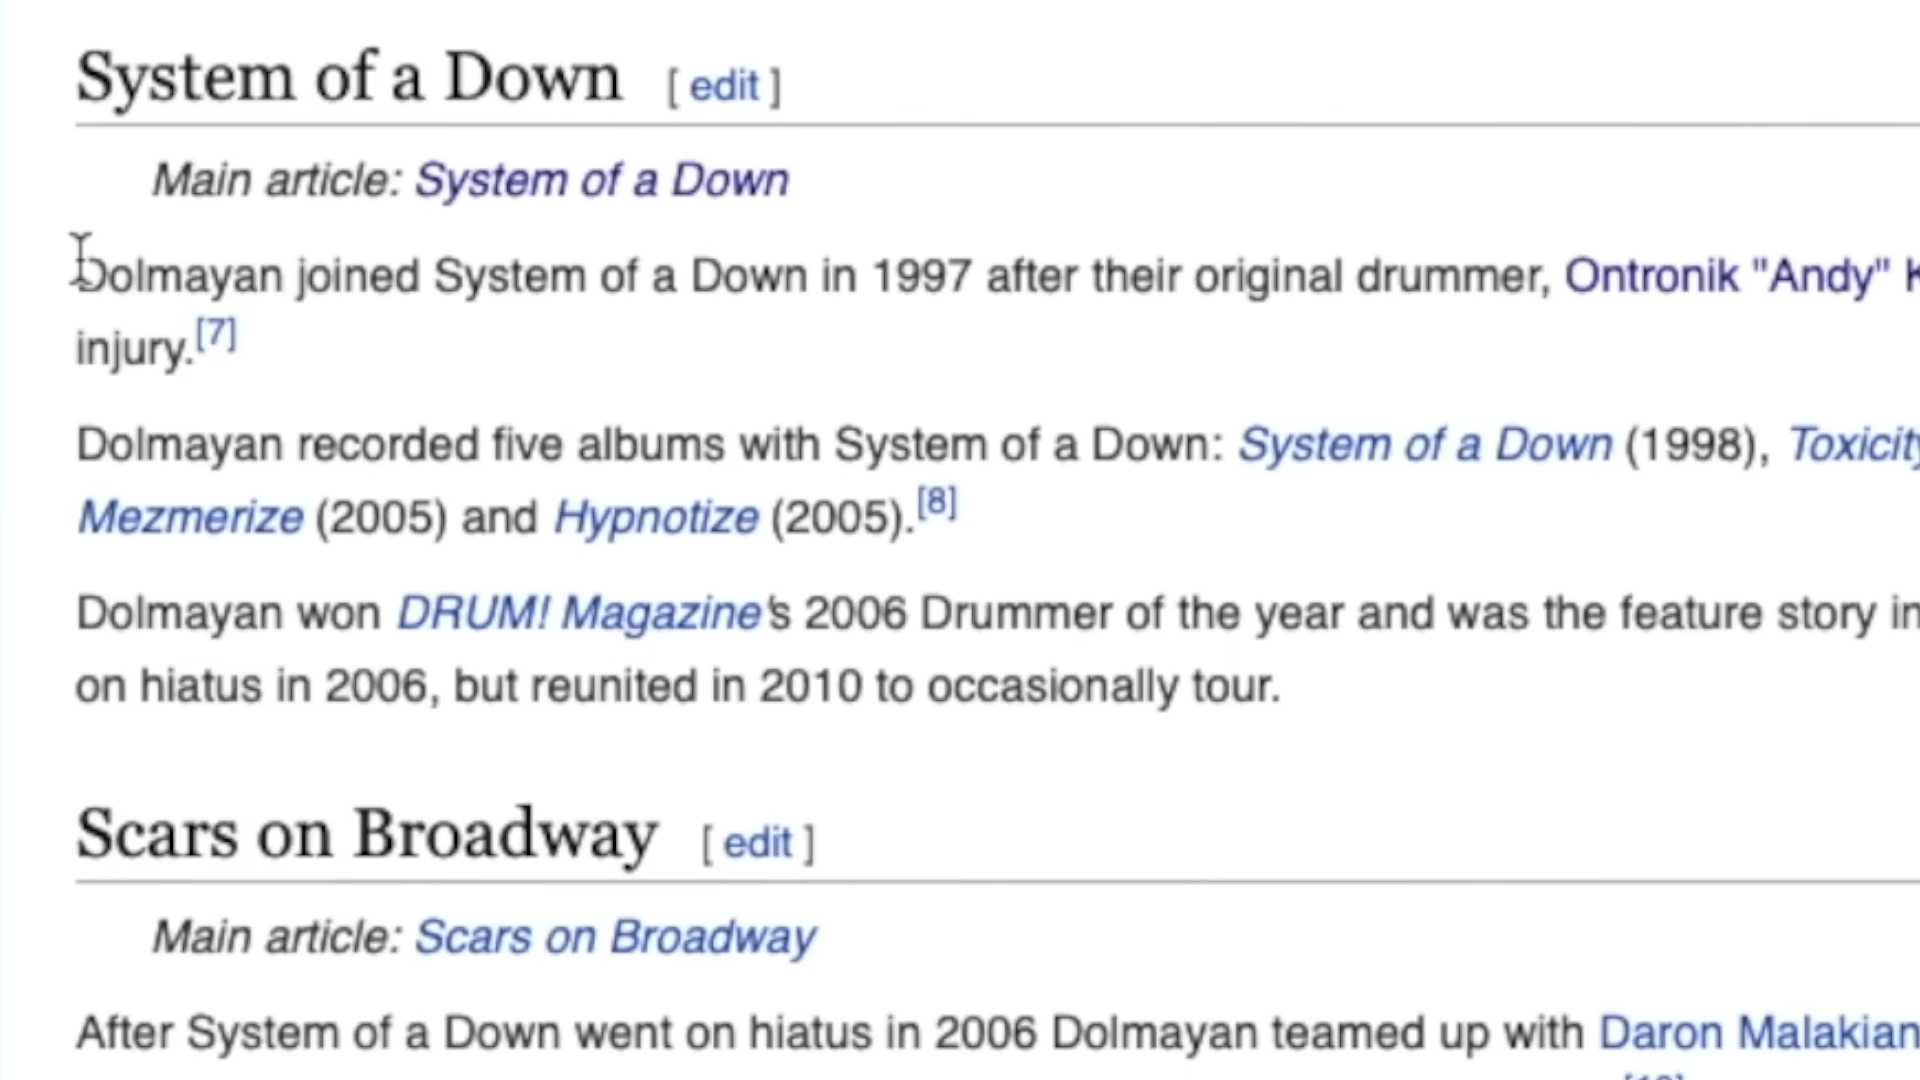 System of a Down [ edit ]
Main article: System of a Down
Dolmayan joined System of a Down in 1997 after their original drummer, Ontronik "Andy"
injury.[7]
Dolmayan recorded five albums with System of a Down: System of a Down (1998), Toxicity
Mezmerize (2005) and Hypnotize (2005).[8]
Dolmayan won DRUM! Magazine's 2006 Drummer of the year and was the feature story in
on hiatus in 2006, but reunited in 2010 to occasionally tour.
Scars on Broadway [ edit ]
Main article: Scars on Broadway
After System of a Down went on hiatus in 2006 Dolmayan teamed up with Daron Malakian